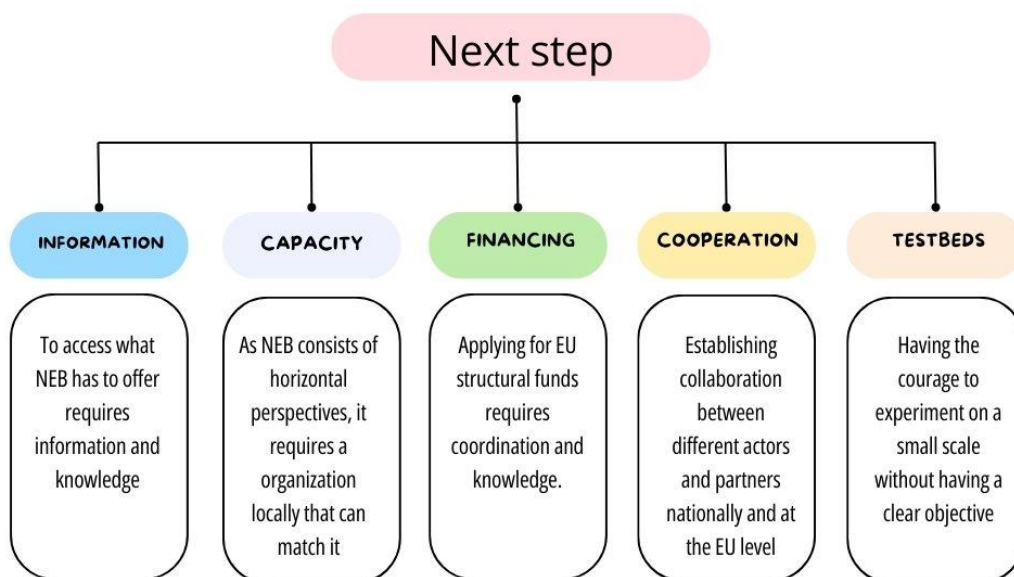 Next step
INFORMATION
CAPACITY
FINANCING
COOPERATION
TESTBEDS
To access what
NEB has to offer
requires
information and
knowledge
As NEB consists of
horizontal
perspectives, it
requires a
organization
locally that can
match it
Applying for EU
structural funds
requires
coordination and
knowledge.
Establishing
collaboration
between
different actors
and partners
nationally and at
the EU level
Having the
courage to
experiment on a
small scale
without having a
clear objective